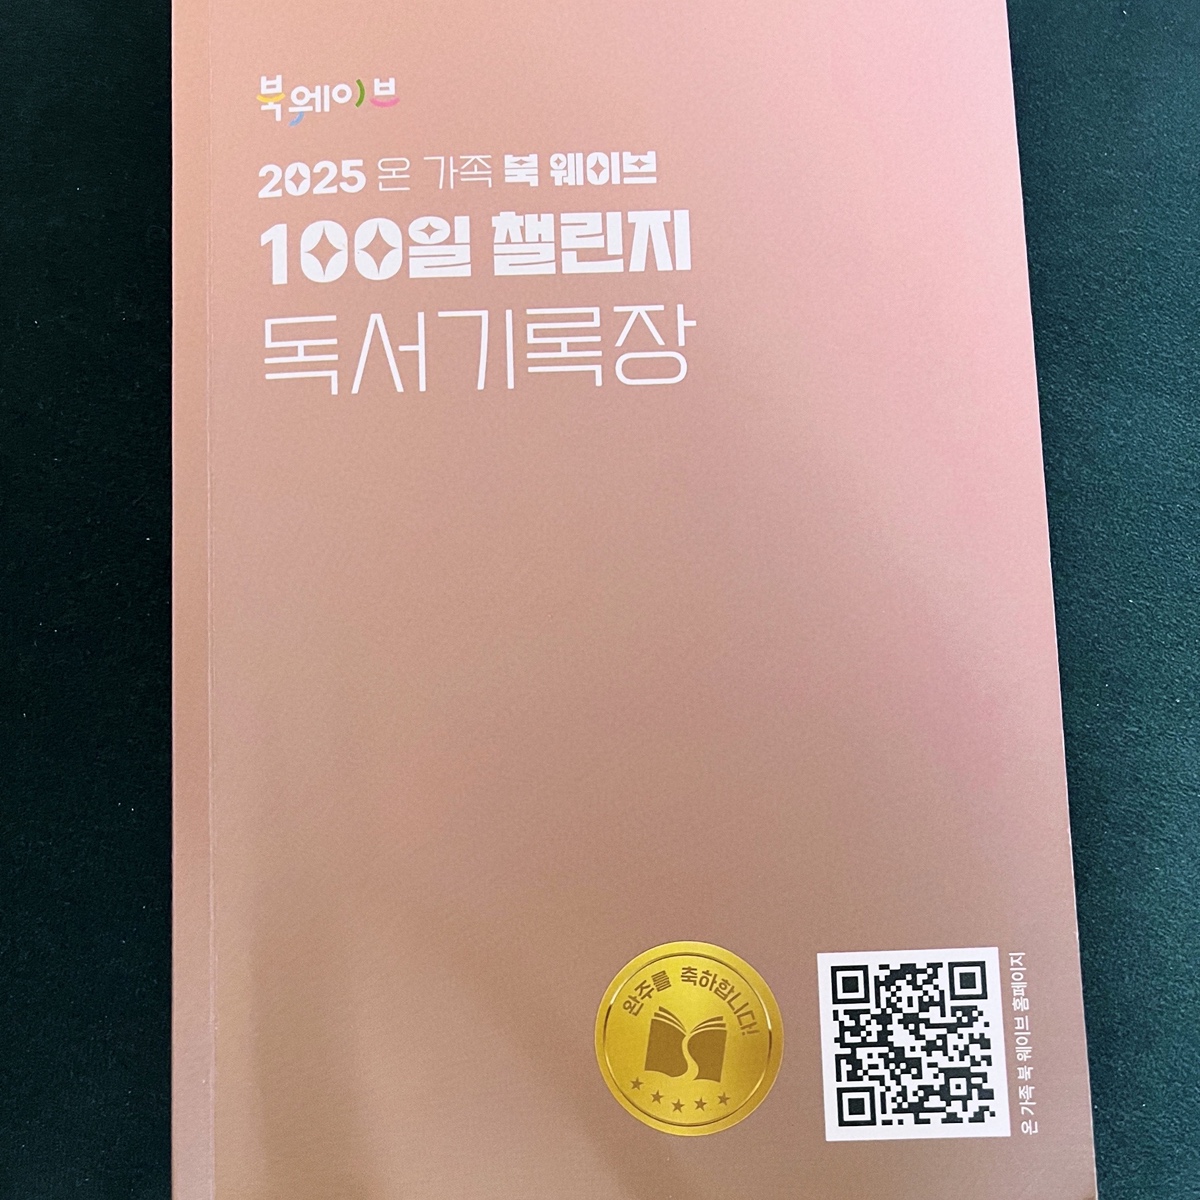 북웨이브
2025 온 가족 북 웨이브
100일 챌린지
독서기록장
완주를 축하합니다!
온 가족 북 웨이브 홈페이지